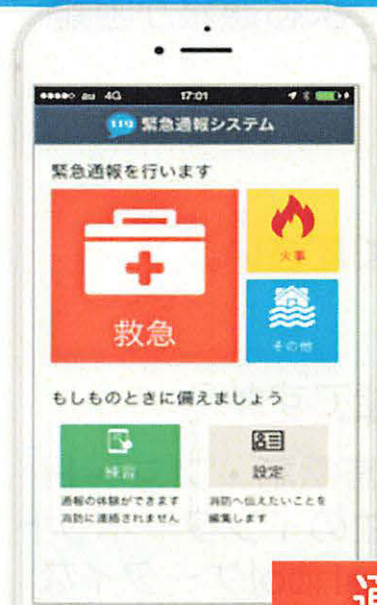 au 4G 17:01
119 緊急通報システム
緊急通報を行います
救急
火事
その他
もしものときに備えましょう
練習
通報の体験ができます
消防に連絡されません
設定
消防へ伝えたいことを
編集します
通